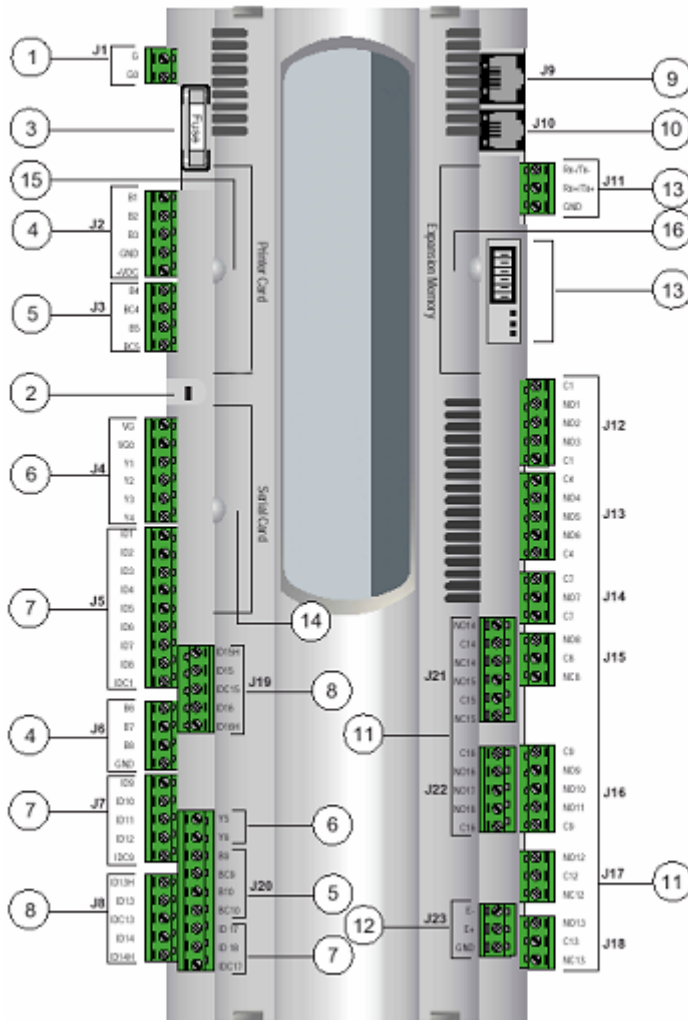 1
J1
G
G0
3
Fuse
15
4
J2
B1
B2
B3
GND
+VDC
5
J3
B4
BC4
B5
BC5
2
6
J4
VG
VG0
Y1
Y2
Y3
Y4
7
J5
ID1
ID2
ID3
ID4
ID5
ID6
ID7
ID8
IDC1
4
J6
B6
B7
B8
GND
7
J7
ID9
ID10
ID11
ID12
IDC9
8
J8
ID13H
ID13
IDC13
ID14
ID14H
Printer Card
Serial Card
14
J19
ID15H
ID15
IDC15
ID16
ID16H
8
J20
Y5
Y6
6
B9
BC9
B10
BC10
5
ID17
ID18
IDC17
7
Expansion Memory
J21
NO14
C14
NC14
NO15
C15
NC15
11
J22
C16
NO16
NO17
NO18
C16
12
J23
E-
E+
GND
J9
9
J10
10
J11
Rx-/Tx-
Rx+/Tx+
GND
13
16
13
J12
C1
NO1
NO2
NO3
C1
J13
C4
NO4
NO5
NO6
C4
J14
C7
NO7
C7
J15
NO8
C8
NC8
J16
C9
NO9
NO10
NO11
C9
J17
NO12
C12
NC12
11
J18
NO13
C13
NC13